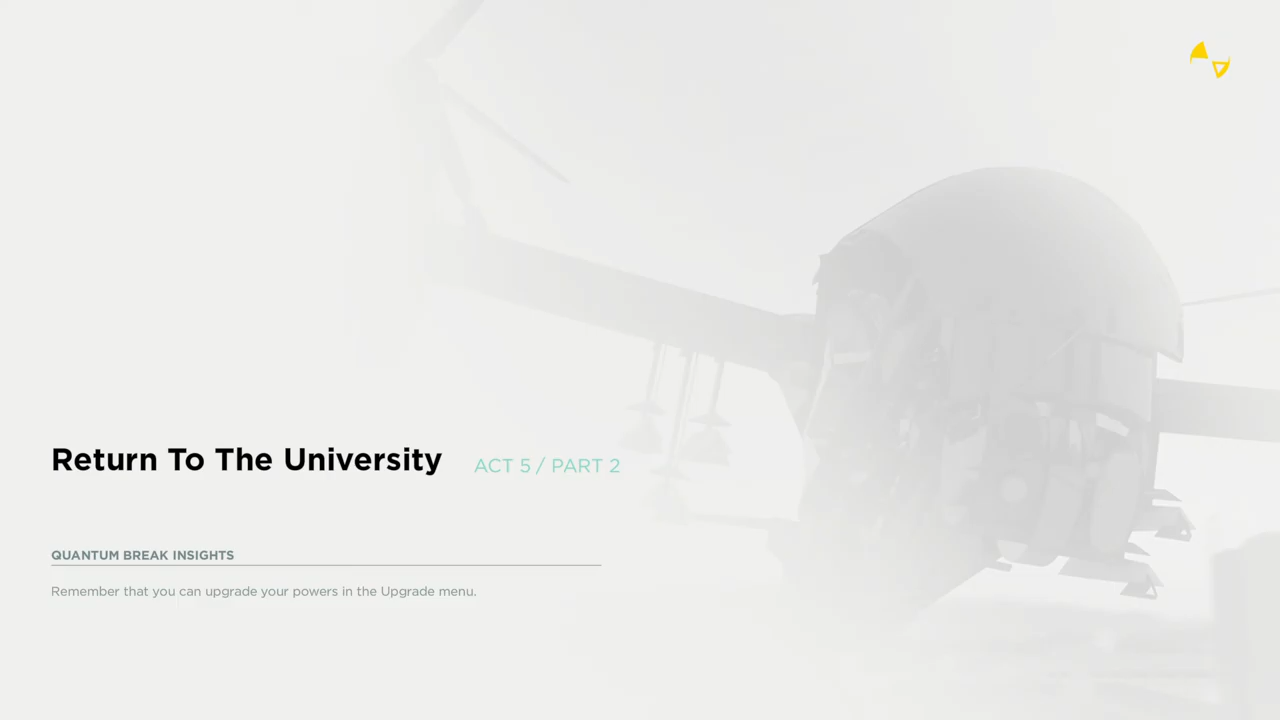 Return To The University ACT 5 / PART 2
QUANTUM BREAK INSIGHTS
Remember that you can upgrade your powers in the Upgrade menu.